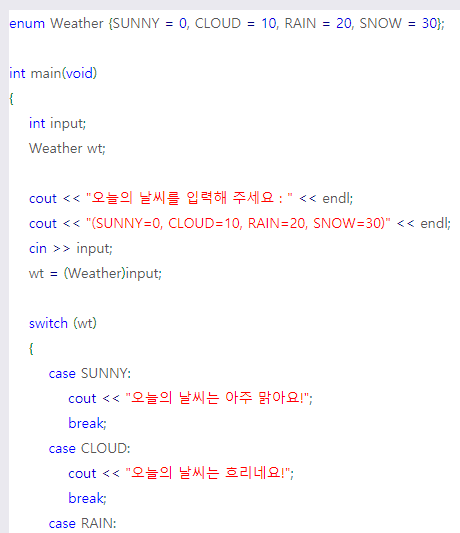 enum Weather {SUNNY = 0, CLOUD = 10, RAIN = 20, SNOW = 30};
int main(void)
{
int input;
Weather wt;
cout << "오늘의 날씨를 입력해 주세요 : " << endl;
cout << "(SUNNY=0, CLOUD=10, RAIN=20, SNOW=30)" << endl;
cin >> input;
wt = (Weather)input;
switch (wt)
{
case SUNNY:
cout << "오늘의 날씨는 아주 맑아요!";
break;
case CLOUD:
cout << "오늘의 날씨는 흐리네요!";
break;
case RAIN: